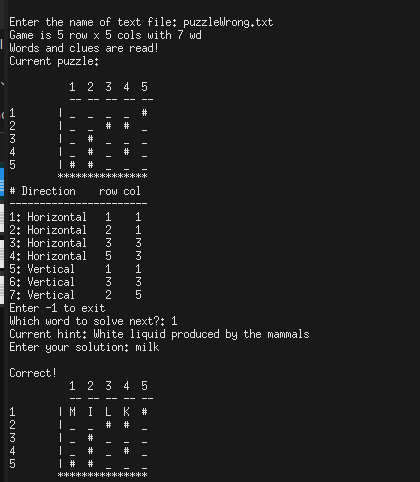 Enter the name of text file: puzzleWrong.txt
Game is 5 row x 5 cols with 7 wd
Words and clues are read!
Current puzzle:
1 2 3 4 5
-- -- -- -- --
1 | _ _ _ _ #
2 | _ _ # # _
3 | _ # _ _ _
4 | _ # _ # _
5 | # # _ _ _
***************
# Direction row col
-----------------------
1: Horizontal 1 1
2: Horizontal 2 1
3: Horizontal 3 3
4: Horizontal 5 3
5: Vertical 1 1
6: Vertical 3 3
7: Vertical 2 5
Enter -1 to exit
Which word to solve next?: 1
Current hint: White liquid produced by the mammals
Enter your solution: milk
Correct!
1 2 3 4 5
-- -- -- -- --
1 | M I L K #
2 | _ _ # # _
3 | _ # _ _ _
4 | _ # _ # _
5 | # # _ _ _
***************